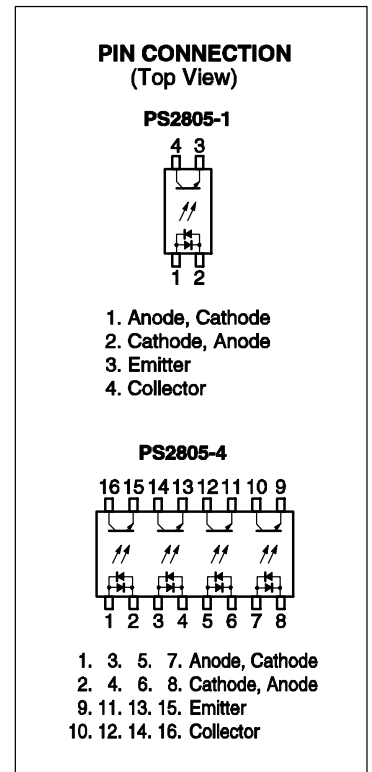 PIN CONNECTION
(Top View)
PS2805-1
4 3
1 2
1. Anode, Cathode
2. Cathode, Anode
3. Emitter
4. Collector
PS2805-4
16 15 14 13 12 11 10 9
1 2 3 4 5 6 7 8
1. 3. 5. 7. Anode, Cathode
2. 4. 6. 8. Cathode, Anode
9. 11. 13. 15. Emitter
10. 12. 14. 16. Collector